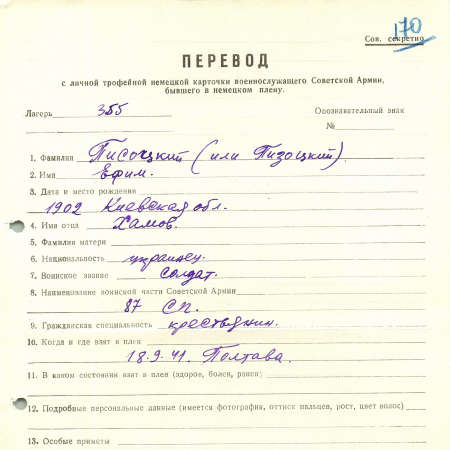 170
Сов. секретно
ПЕРЕВОД
с личной трофейной немецкой карточки военнослужащего Советской Армии,
бывшего в немецком плену.
Лагерь 355 Опознавательный знак
№
1. Фамилия Писоцкий (или Пизоцкий).
2. Имя Ефим.
3. Дата и место рождения
1902 Киевская обл.
4. Имя отца Хамов.
5. Фамилия матери
6. Национальность украинец.
7. Воинское звание солдат.
8. Наименование воинской части Советской Армии
87 СП.
9. Гражданская специальность крестьянин.
10. Когда и где взят в плен
18.9.41. Полтава.
11. В каком состоянии взят в плен (здоров, болен, ранен)
12. Подробные персональные данные (имеется фотография, оттиск пальцев, рост, цвет волос)
13. Особые приметы